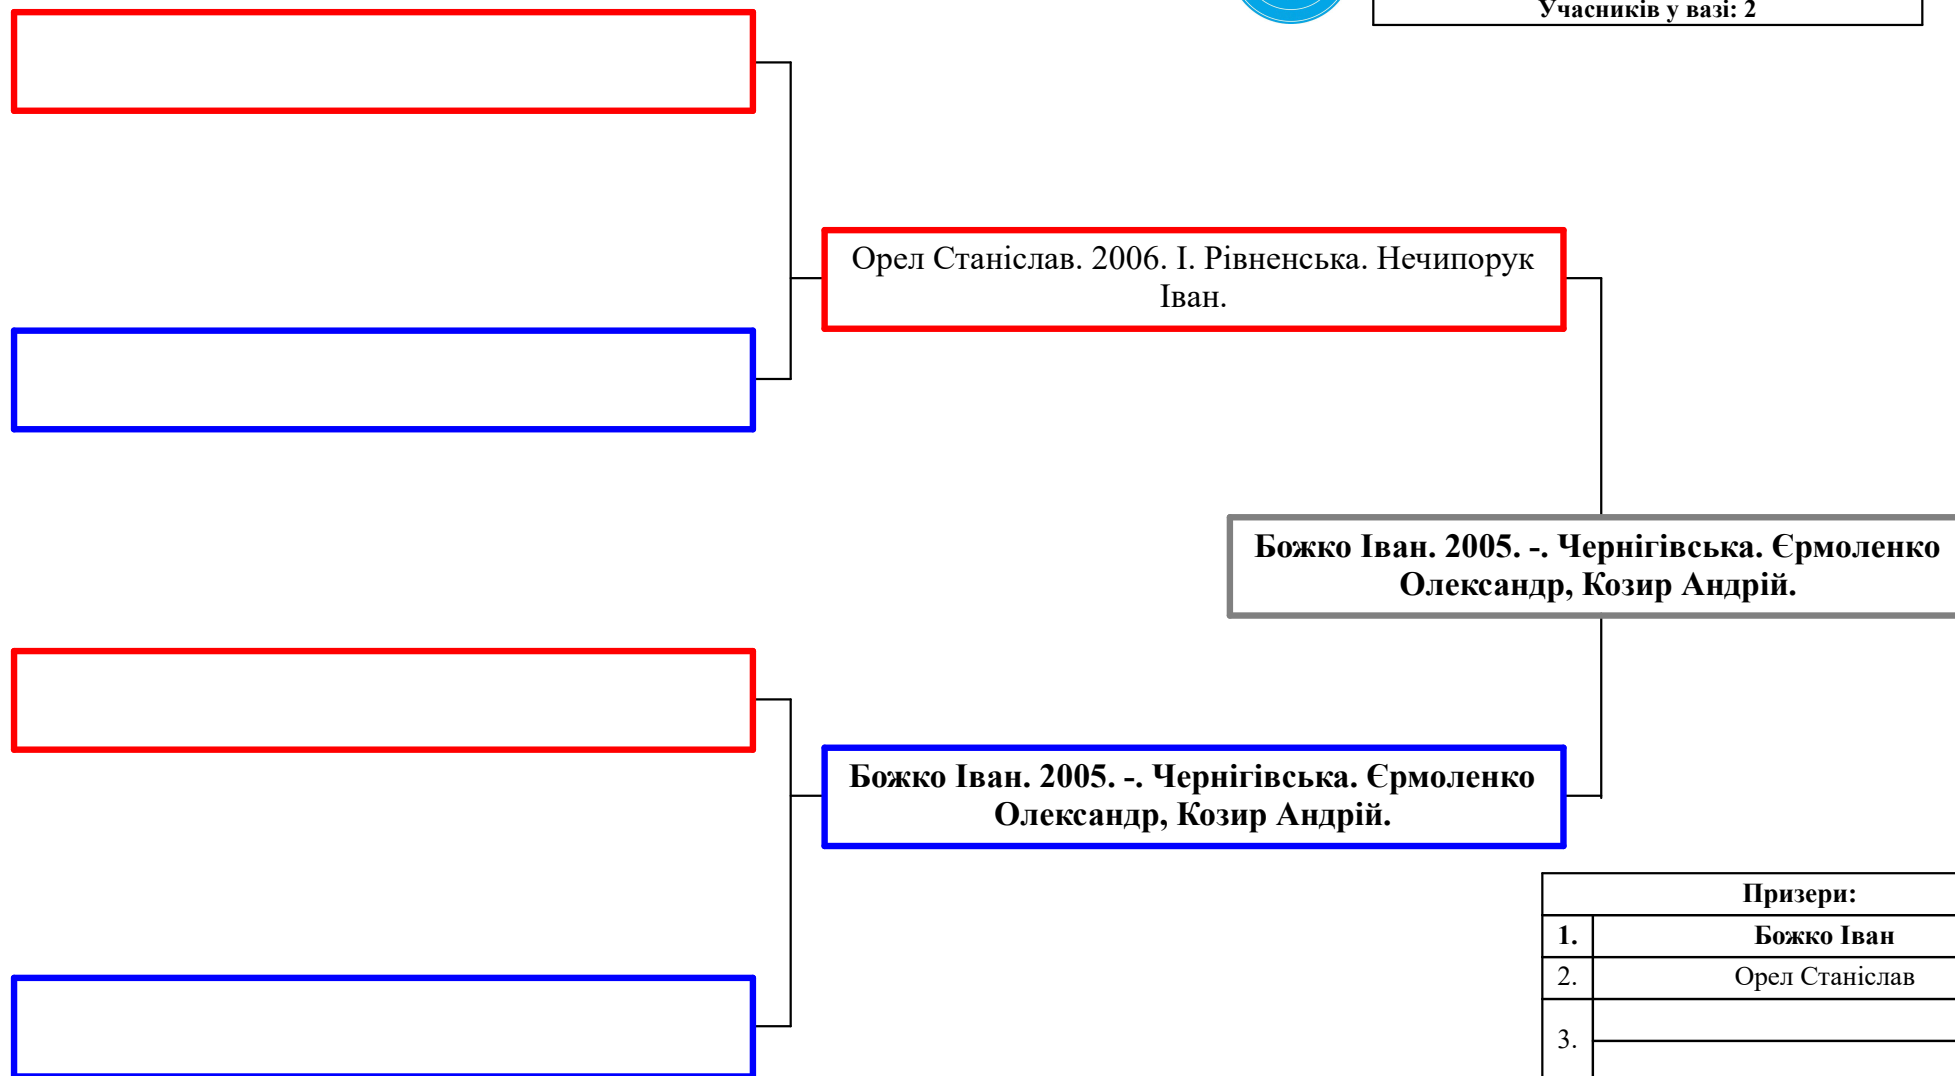 Учасників у вазі: 2
Орел Станіслав. 2006. І. Рівненська. Нечипорук
Іван.
Божко Іван. 2005. -. Чернігівська. Єрмоленко
Олександр, Козир Андрій.
Божко Іван. 2005. -. Чернігівська. Єрмоленко
Олександр, Козир Андрій.
Призери:
1. Божко Іван
2. Орел Станіслав
3.